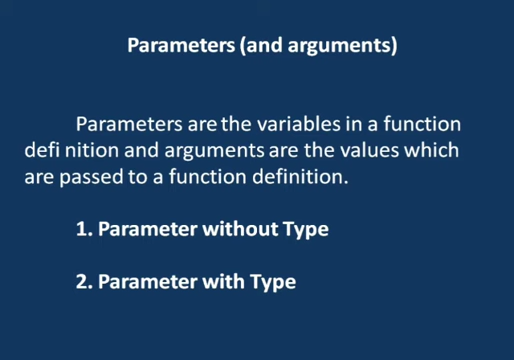 Parameters (and arguments)
Parameters are the variables in a function
defi nition and arguments are the values which
are passed to a function definition.
1. Parameter without Type
2. Parameter with Type